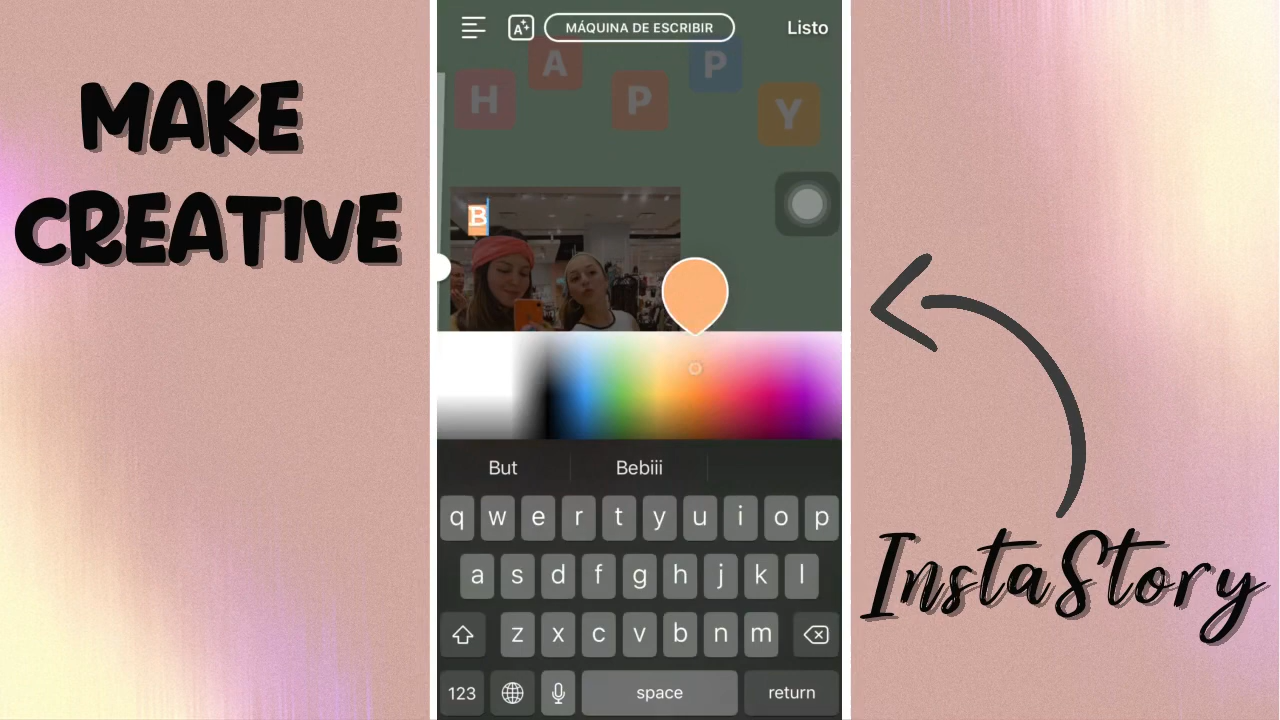 MAKE
CREATIVE
A
MÁQUINA DE ESCRIBIR
Listo
H A P P Y
B
But Bebiii
q w e r t y u i o p
a s d f g h j k l
z x c v b n m
123 space return
InstaStory